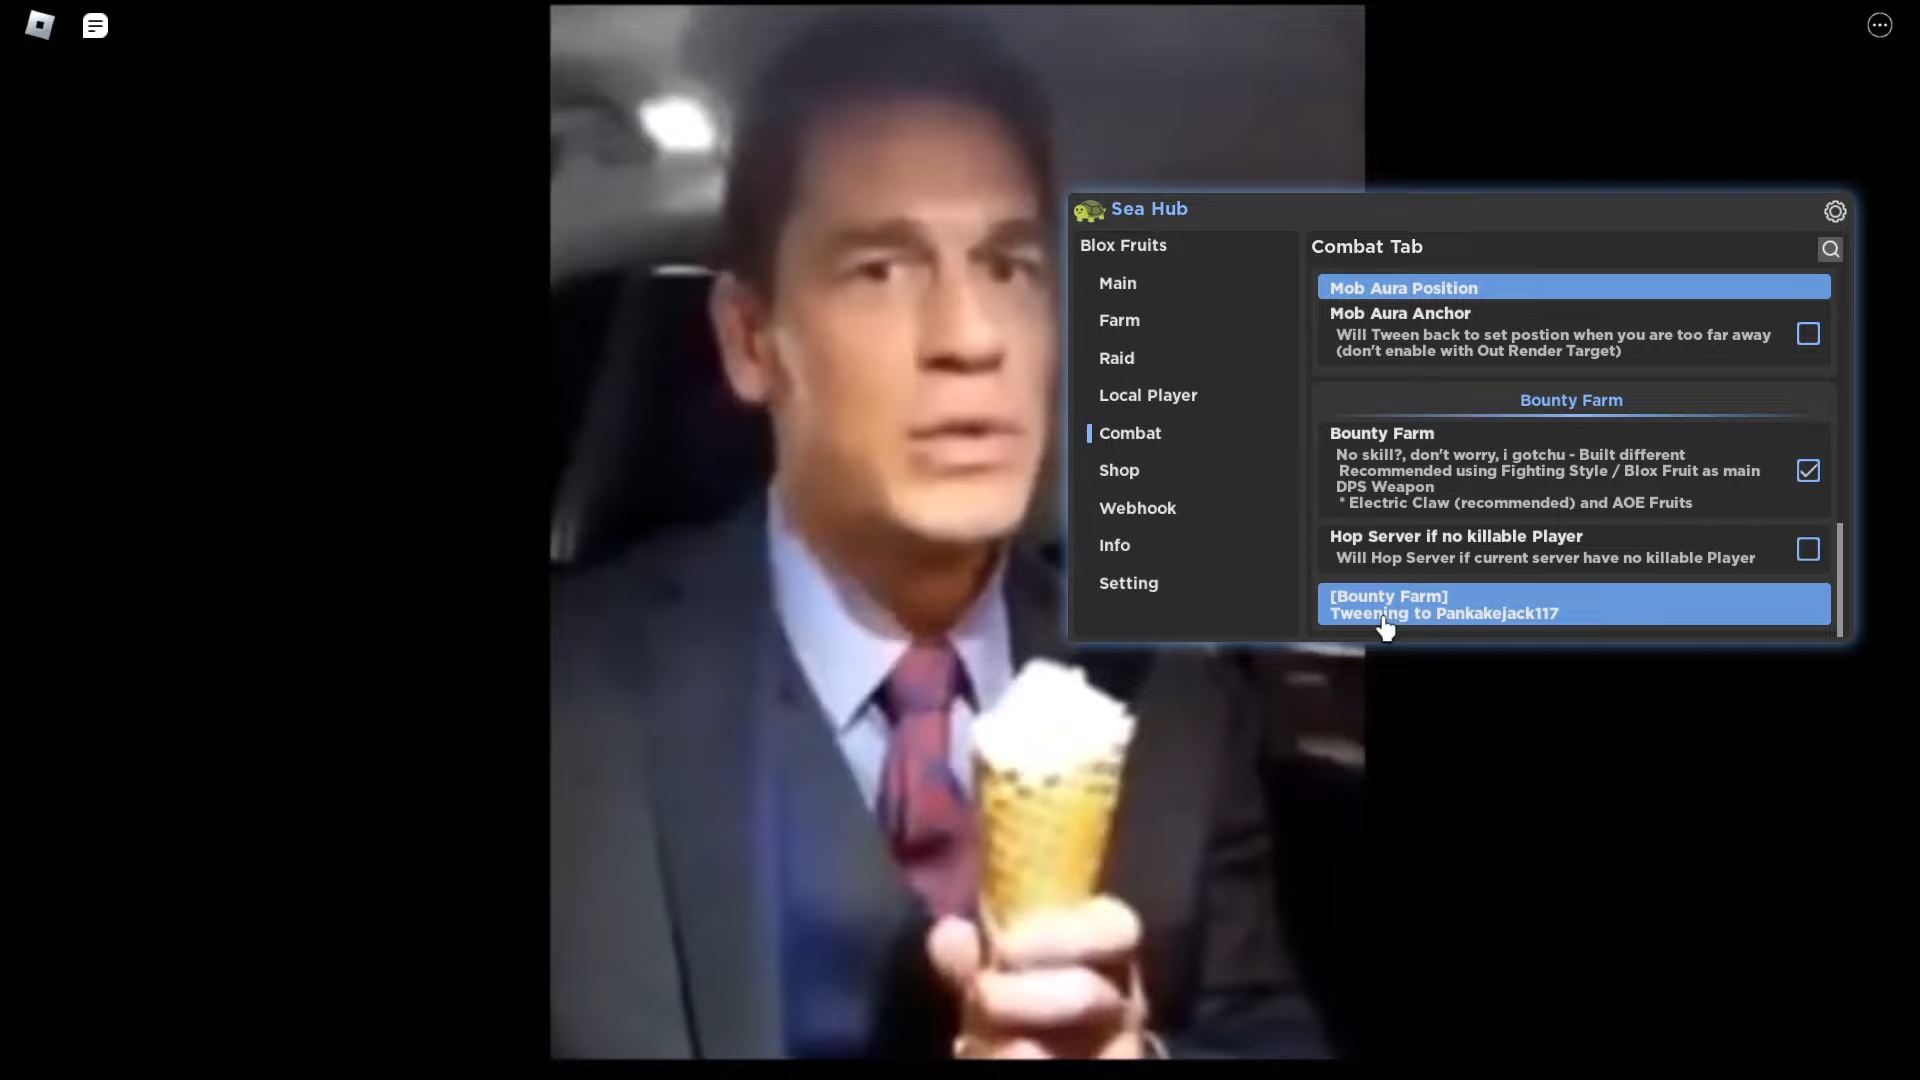 Sea Hub
Blox Fruits
Main
Farm
Raid
Local Player
Combat
Shop
Webhook
Info
Setting
Combat Tab
Mob Aura Position
Mob Aura Anchor
Will Tween back to set postion when you are too far away
(don't enable with Out Render Target)
Bounty Farm
Bounty Farm
No skill?, don't worry, i gotchu - Built different
Recommended using Fighting Style / Blox Fruit as main
DPS Weapon
* Electric Claw (recommended) and AOE Fruits
Hop Server if no killable Player
Will Hop Server if current server have no killable Player
[Bounty Farm]
Tweening to Pankakejack117